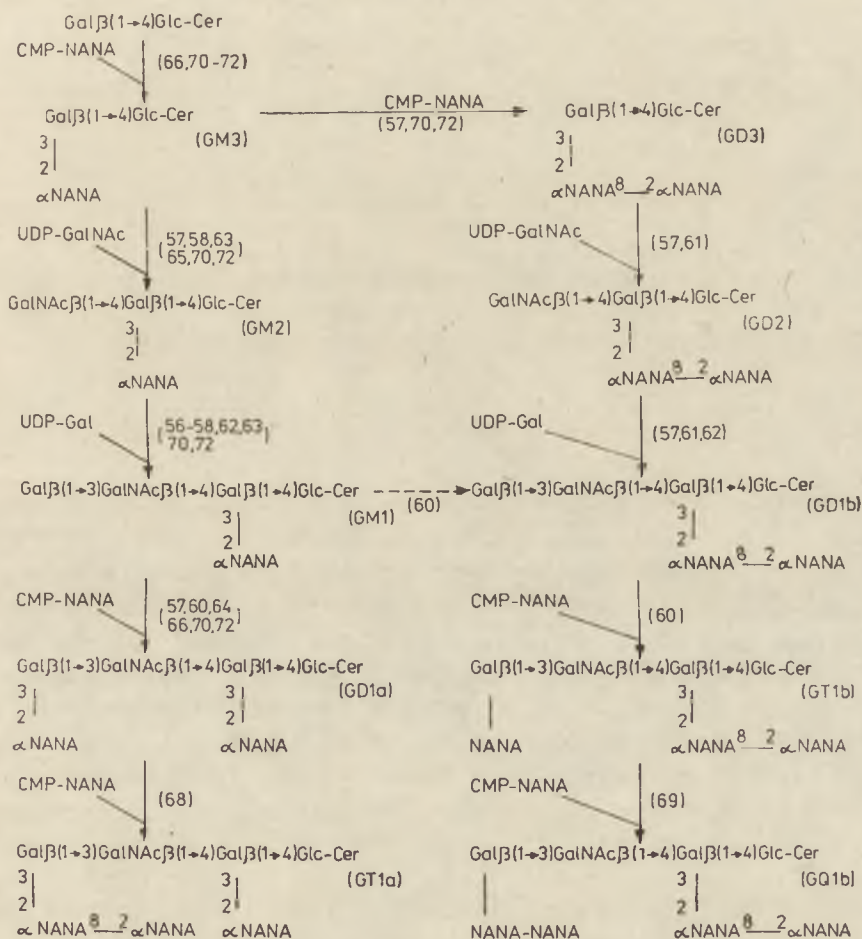 Galβ(1→4)Glc-Cer
CMP-NANA
(66,70-72)
Galβ(1→4)Glc-Cer
(GM3)
3
2
αNANA
CMP-NANA
(57,70,72)
Galβ(1→4)Glc-Cer
(GD3)
3
2
αNANA 8 2 αNANA
UDP-GalNAc
(57,58,63
65,70,72)
UDP-GalNAc
(57,61)
GalNAcβ(1→4)Galβ(1→4)Glc-Cer
(GM2)
3
2
αNANA
GalNAcβ(1→4)Galβ(1→4)Glc-Cer
(GD2)
3
2
αNANA 8 2 αNANA
UDP-Gal
(56-58,62,63
70,72)
UDP-Gal
(57,61,62)
Galβ(1→3)GalNAcβ(1→4)Galβ(1→4)Glc-Cer
(GM1)
3
2
αNANA
(60)
Galβ(1→3)GalNAcβ(1→4)Galβ(1→4)Glc-Cer
(GD1b)
3
2
αNANA 8 2 αNANA
CMP-NANA
(57,60,64
66,70,72)
CMP-NANA
(60)
Galβ(1→3)GalNAcβ(1→4)Galβ(1→4)Glc-Cer
(GD1a)
3 3
2 2
αNANA αNANA
Galβ(1→3)GalNAcβ(1→4)Galβ(1→4)Glc-Cer
(GT1b)
3
2
NANA αNANA 8 2 αNANA
CMP-NANA
(68)
CMP-NANA
(69)
Galβ(1→3)GalNAcβ(1→4)Galβ(1→4)Glc-Cer
(GT1a)
3 3
2 2
αNANA 8 2 αNANA αNANA
Galβ(1→3)GalNAcβ(1→4)Galβ(1→4)Glc-Cer
(GQ1b)
3
2
NANA-NANA αNANA 8 2 αNANA